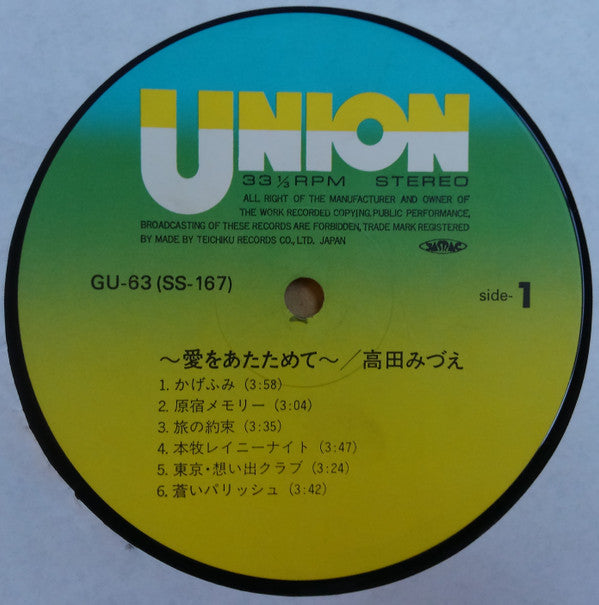 UNION
33 ⅓ RPM STEREO
ALL RIGHT OF THE MANUFACTURER AND OWNER OF
THE WORK RECORDED COPYING.PUBLIC PERFORMANCE,
BROADCASTING OF THESE RECORDS ARE FORBIDDEN, TRADE MARK REGISTERED
BY MADE BY TEICHIKU RECORDS CO., LTD. JAPAN
JASRAC
GU-63 (SS-167)
side-1
〜愛をあたためて〜／高田みづえ
1. かげふみ (3:58)
2. 原宿メモリー (3:04)
3. 旅の約束 (3:35)
4. 本牧レイニーナイト (3:47)
5. 東京・想い出クラブ (3:24)
6. 蒼いパリッシュ (3:42)